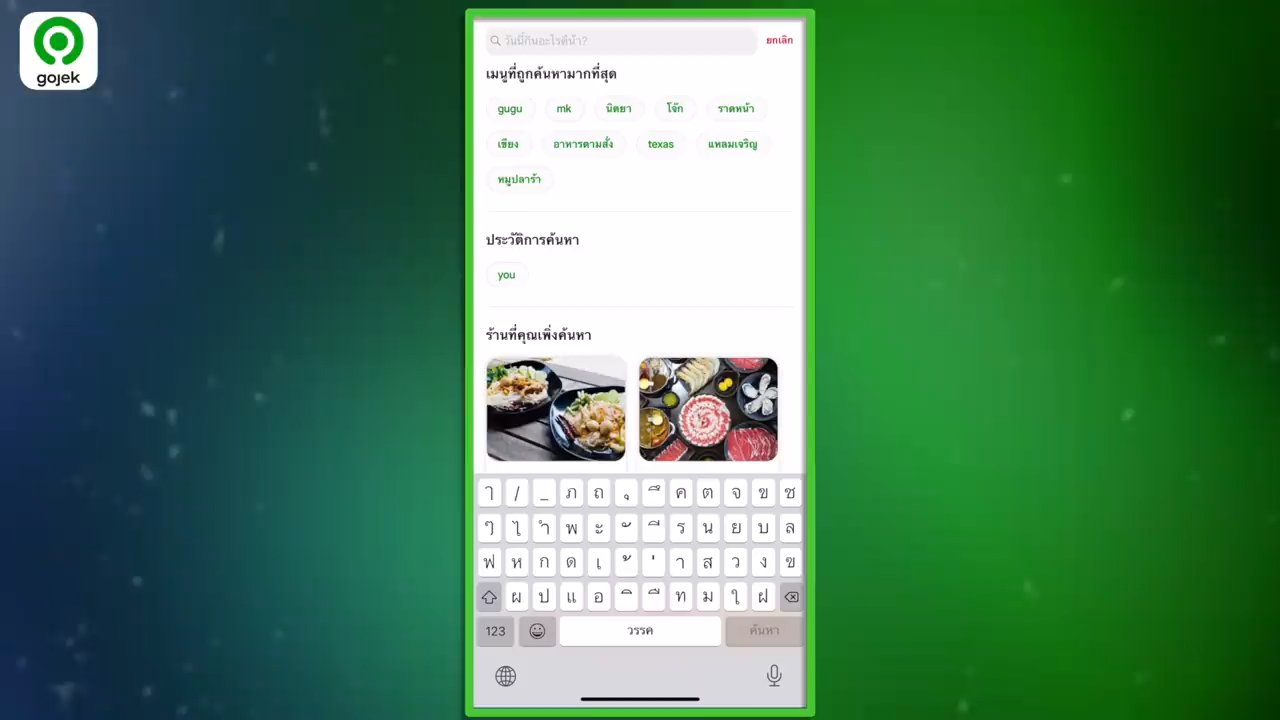 gojek
วันนี้กินอะไรดีน้า?
ยกเลิก
เมนูที่ถูกค้นหามากที่สุด
gugu mk นิตยา โจ๊ก ราดหน้า
เขียง อาหารตามสั่ง texas แหลมเจริญ
หมูปลาร้า
ประวัติการค้นหา
you
ร้านที่คุณเพิ่งค้นหา
ๅ / _ ภ ถ ุ ึ ค ต จ ข ช
ๆ ไ ำ พ ะ ั ี ร น ย บ ล
ฟ ห ก ด เ ้ ่ า ส ว ง ข
ผ ป แ อ ิ ื ท ม ใ ฝ
123 วรรค ค้นหา